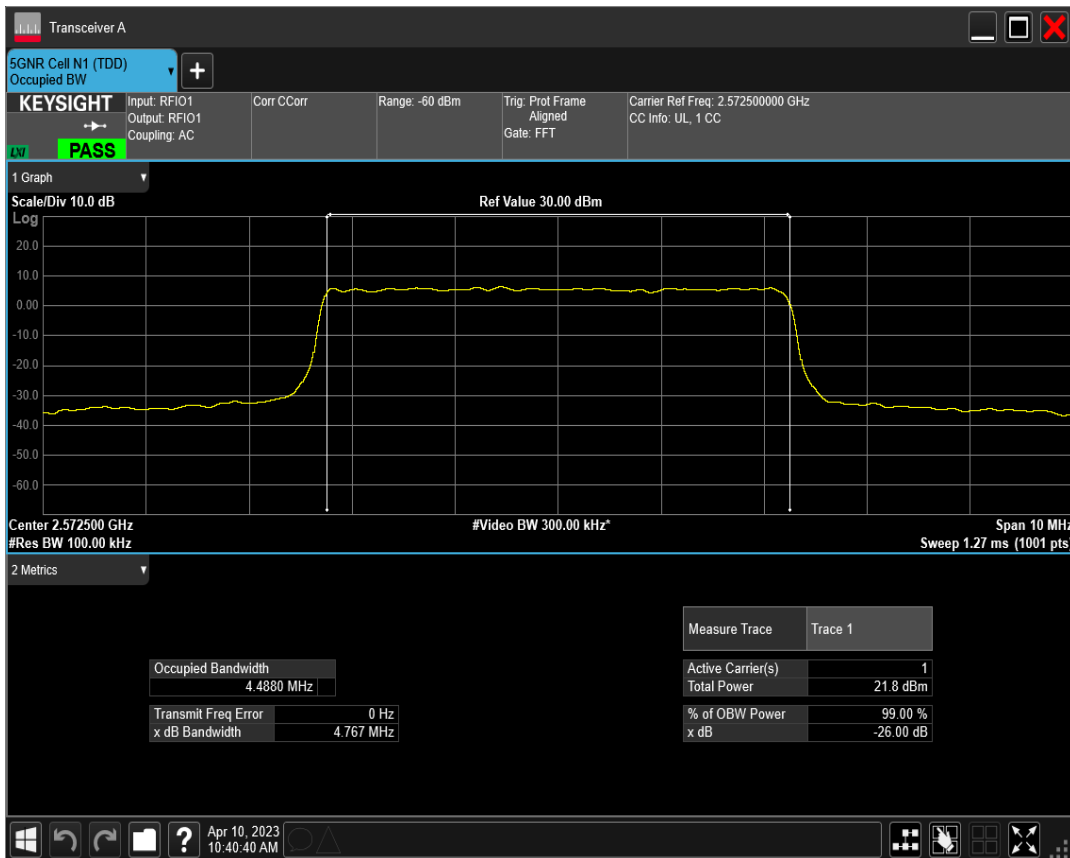 Transceiver A
5GNR Cell N1 (TDD)
Occupied BW
+
KEYSIGHT
LXI
PASS
Input: RFIO1
Output: RFIO1
Coupling: AC
Corr CCorr
Range: -60 dBm
Trig: Prot Frame
Aligned
Gate: FFT
Carrier Ref Freq: 2.572500000 GHz
CC Info: UL, 1 CC
1 Graph
Scale/Div 10.0 dB
Ref Value 30.00 dBm
Log
20.0
10.0
0.00
-10.0
-20.0
-30.0
-40.0
-50.0
-60.0
Center 2.572500 GHz
#Video BW 300.00 kHz*
Span 10 MHz
#Res BW 100.00 kHz
Sweep 1.27 ms (1001 pts)
2 Metrics
Measure Trace Trace 1
Occupied Bandwidth
4.4880 MHz
Active Carrier(s) 1
Total Power 21.8 dBm
Transmit Freq Error 0 Hz
x dB Bandwidth 4.767 MHz
% of OBW Power 99.00 %
x dB -26.00 dB
?
Apr 10, 2023
10:40:40 AM